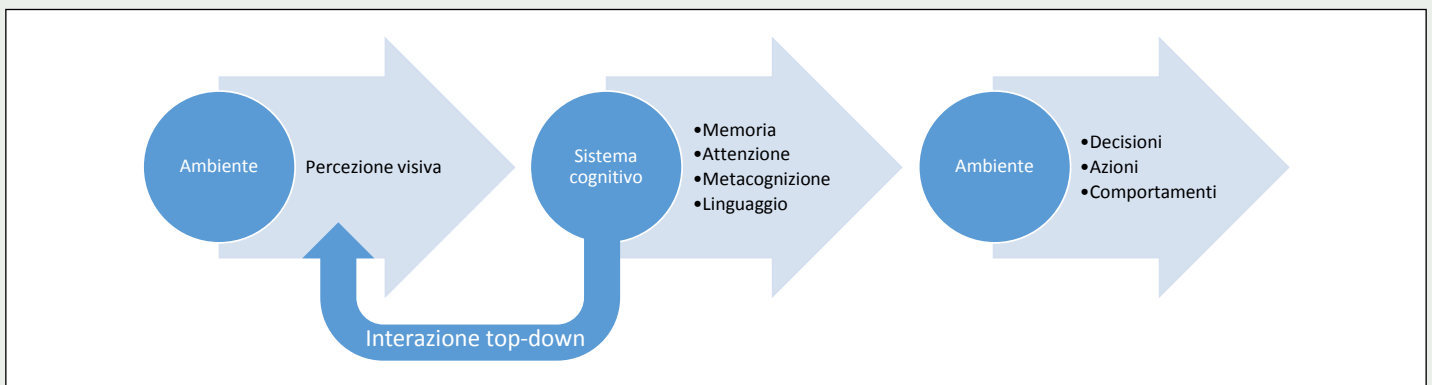 Ambiente
Percezione visiva
Sistema
cognitivo
•Memoria
•Attenzione
•Metacognizione
•Linguaggio
Ambiente
•Decisioni
•Azioni
•Comportamenti
Interazione top-down